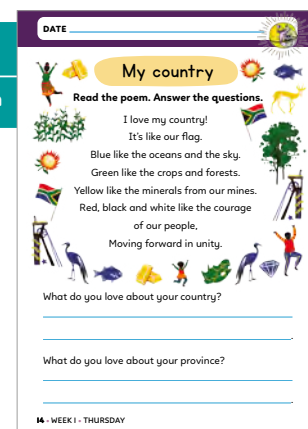 DATE
My country
Read the poem. Answer the questions.
I love my country!
It's like our flag.
Blue like the oceans and the sky.
Green like the crops and forests.
Yellow like the minerals from our mines.
Red, black and white like the courage
of our people,
Moving forward in unity.
What do you love about your country?
What do you love about your province?
14 • WEEK 1 • THURSDAY